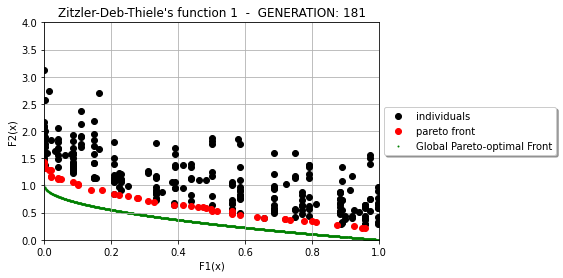 Zitzler-Deb-Thiele's function 1 - GENERATION: 181
4.0
3.5
3.0
2.5
2.0
1.5
1.0
0.5
0.0
F2(x)
0.0 0.2 0.4 0.6 0.8 1.0
F1(x)
individuals
pareto front
Global Pareto-optimal Front